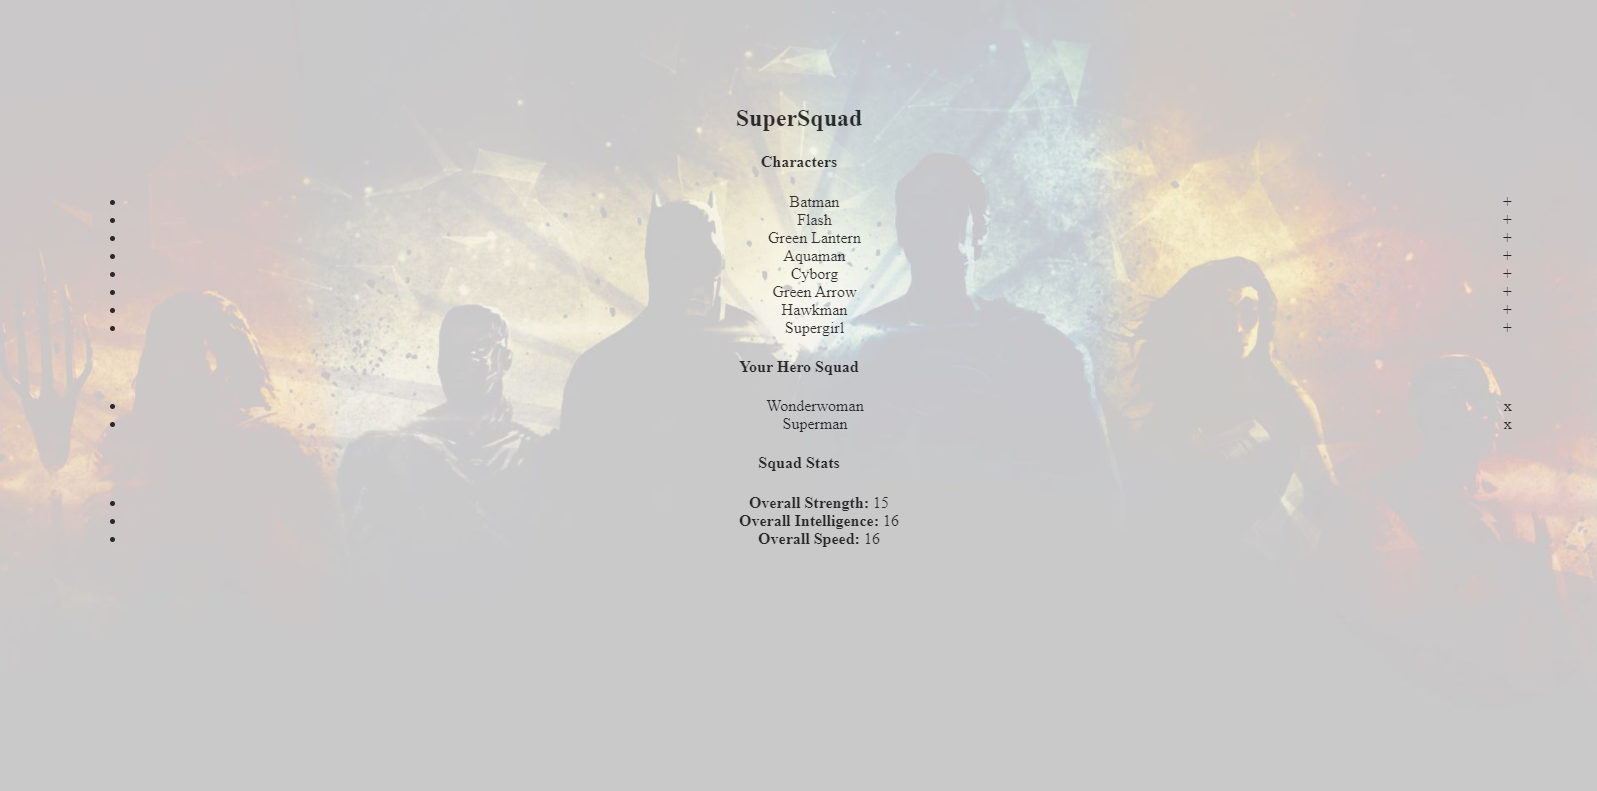 SuperSquad
Characters
• Batman +
• Flash +
• Green Lantern +
• Aquaman +
• Cyborg +
• Green Arrow +
• Hawkman +
• Supergirl +
Your Hero Squad
• Wonderwoman x
• Superman x
Squad Stats
• Overall Strength: 15
• Overall Intelligence: 16
• Overall Speed: 16